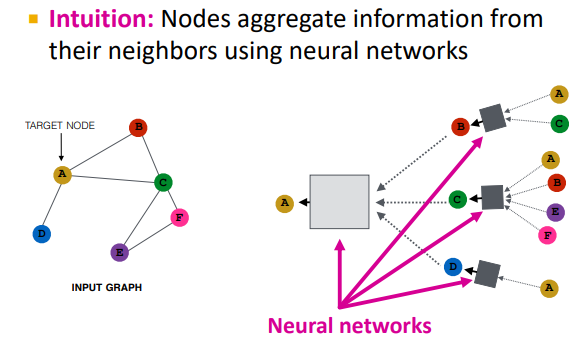 Intuition: Nodes aggregate information from
their neighbors using neural networks
TARGET NODE
A
B
C
D
E
F
INPUT GRAPH
A
B
C
D
A
C
A
B
E
F
A
Neural networks